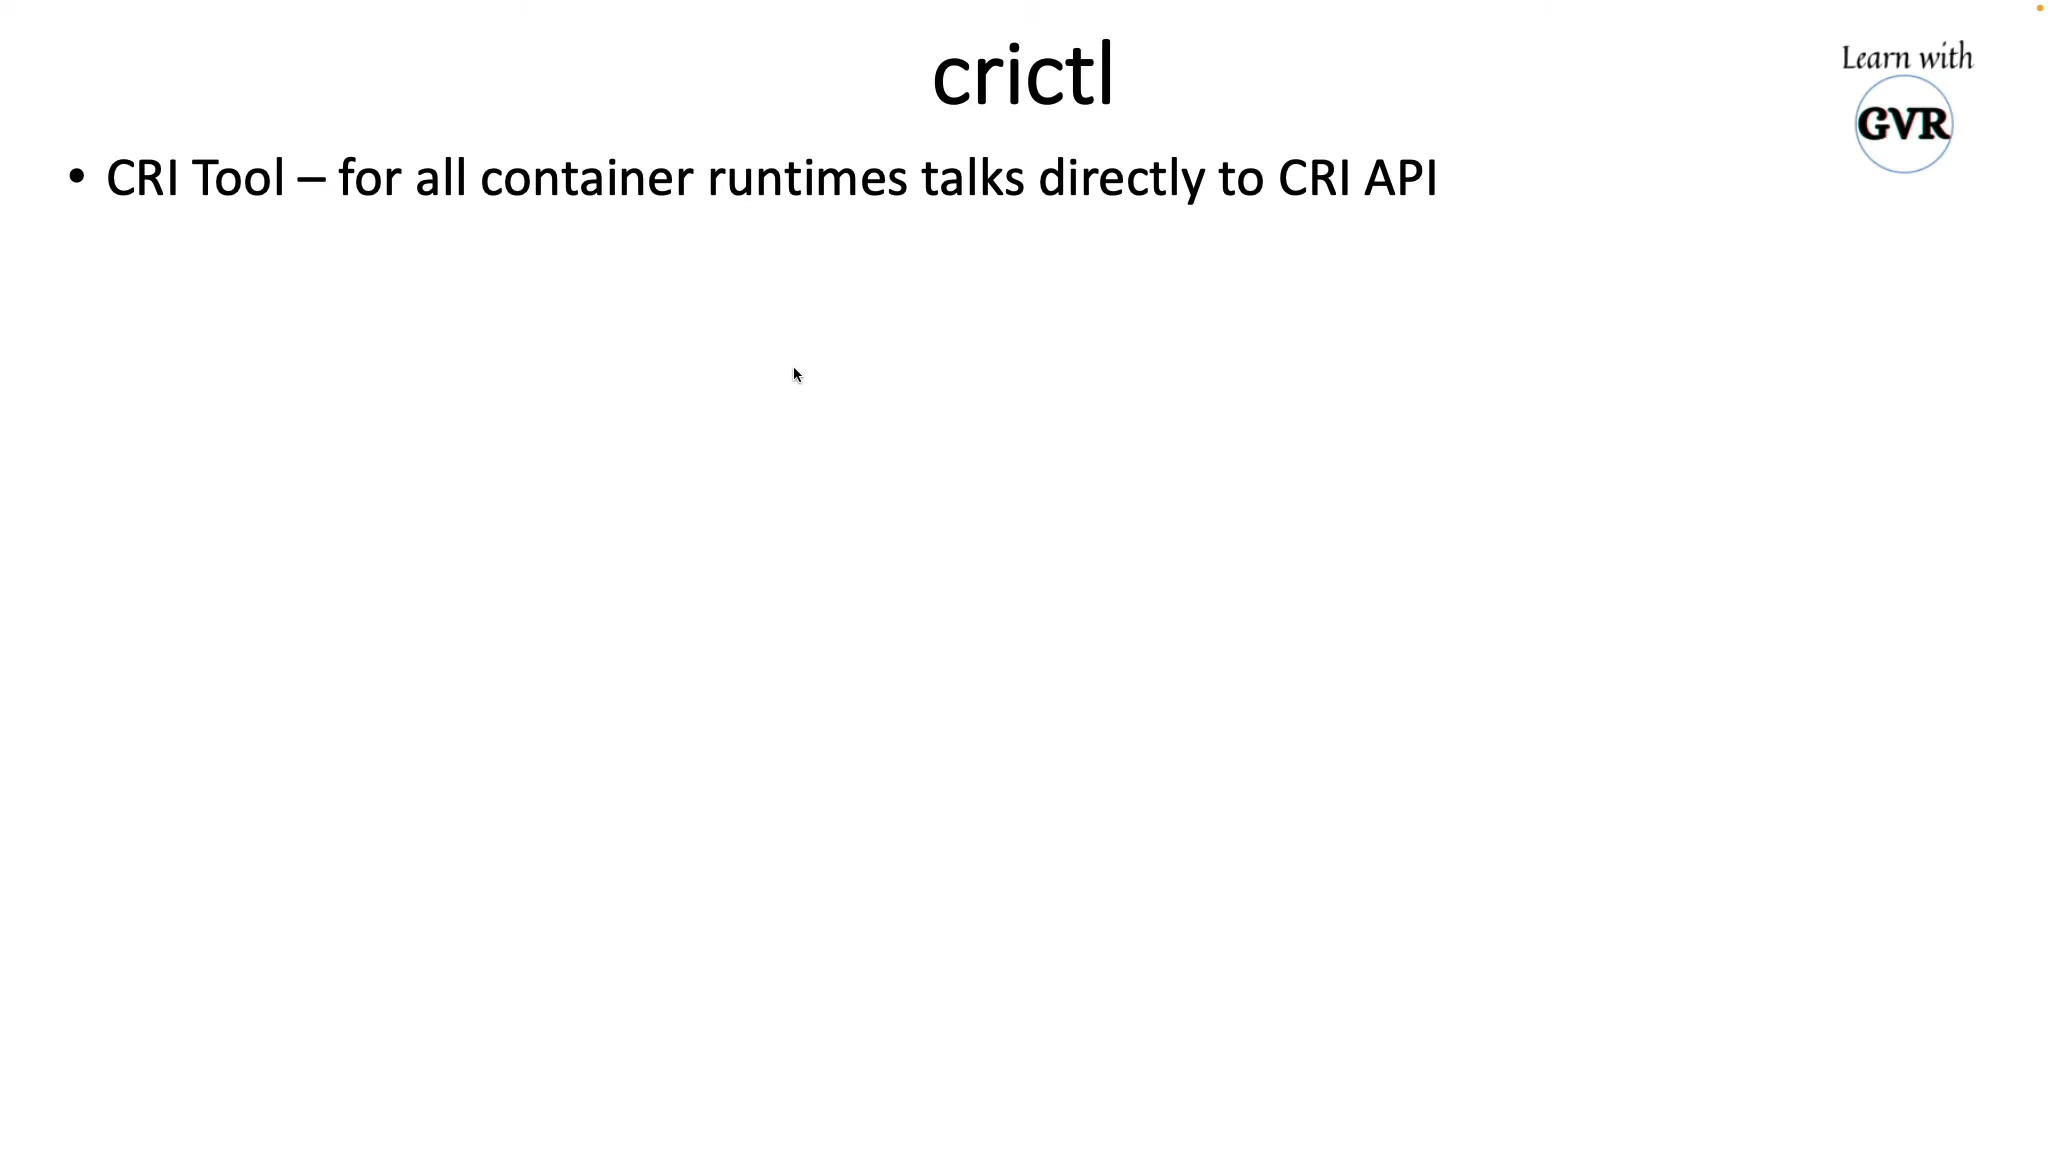 crictl
Learn with
GVR
• CRI Tool – for all container runtimes talks directly to CRI API